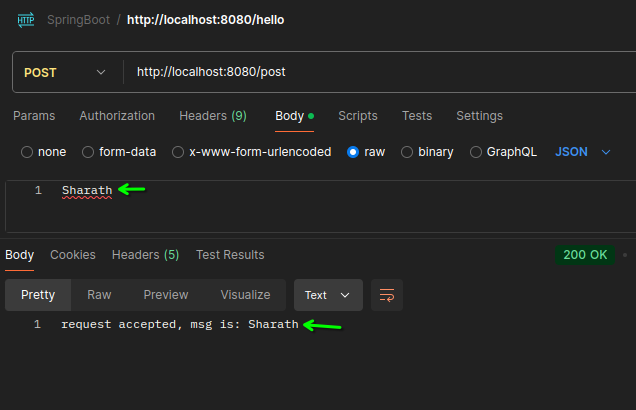 HTTP SpringBoot / http://localhost:8080/hello
POST http://localhost:8080/post
Params Authorization Headers (9) Body Scripts Tests Settings
none form-data x-www-form-urlencoded raw binary GraphQL JSON
1 Sharath
Body Cookies Headers (5) Test Results 200 OK
Pretty Raw Preview Visualize Text
1 request accepted, msg is: Sharath